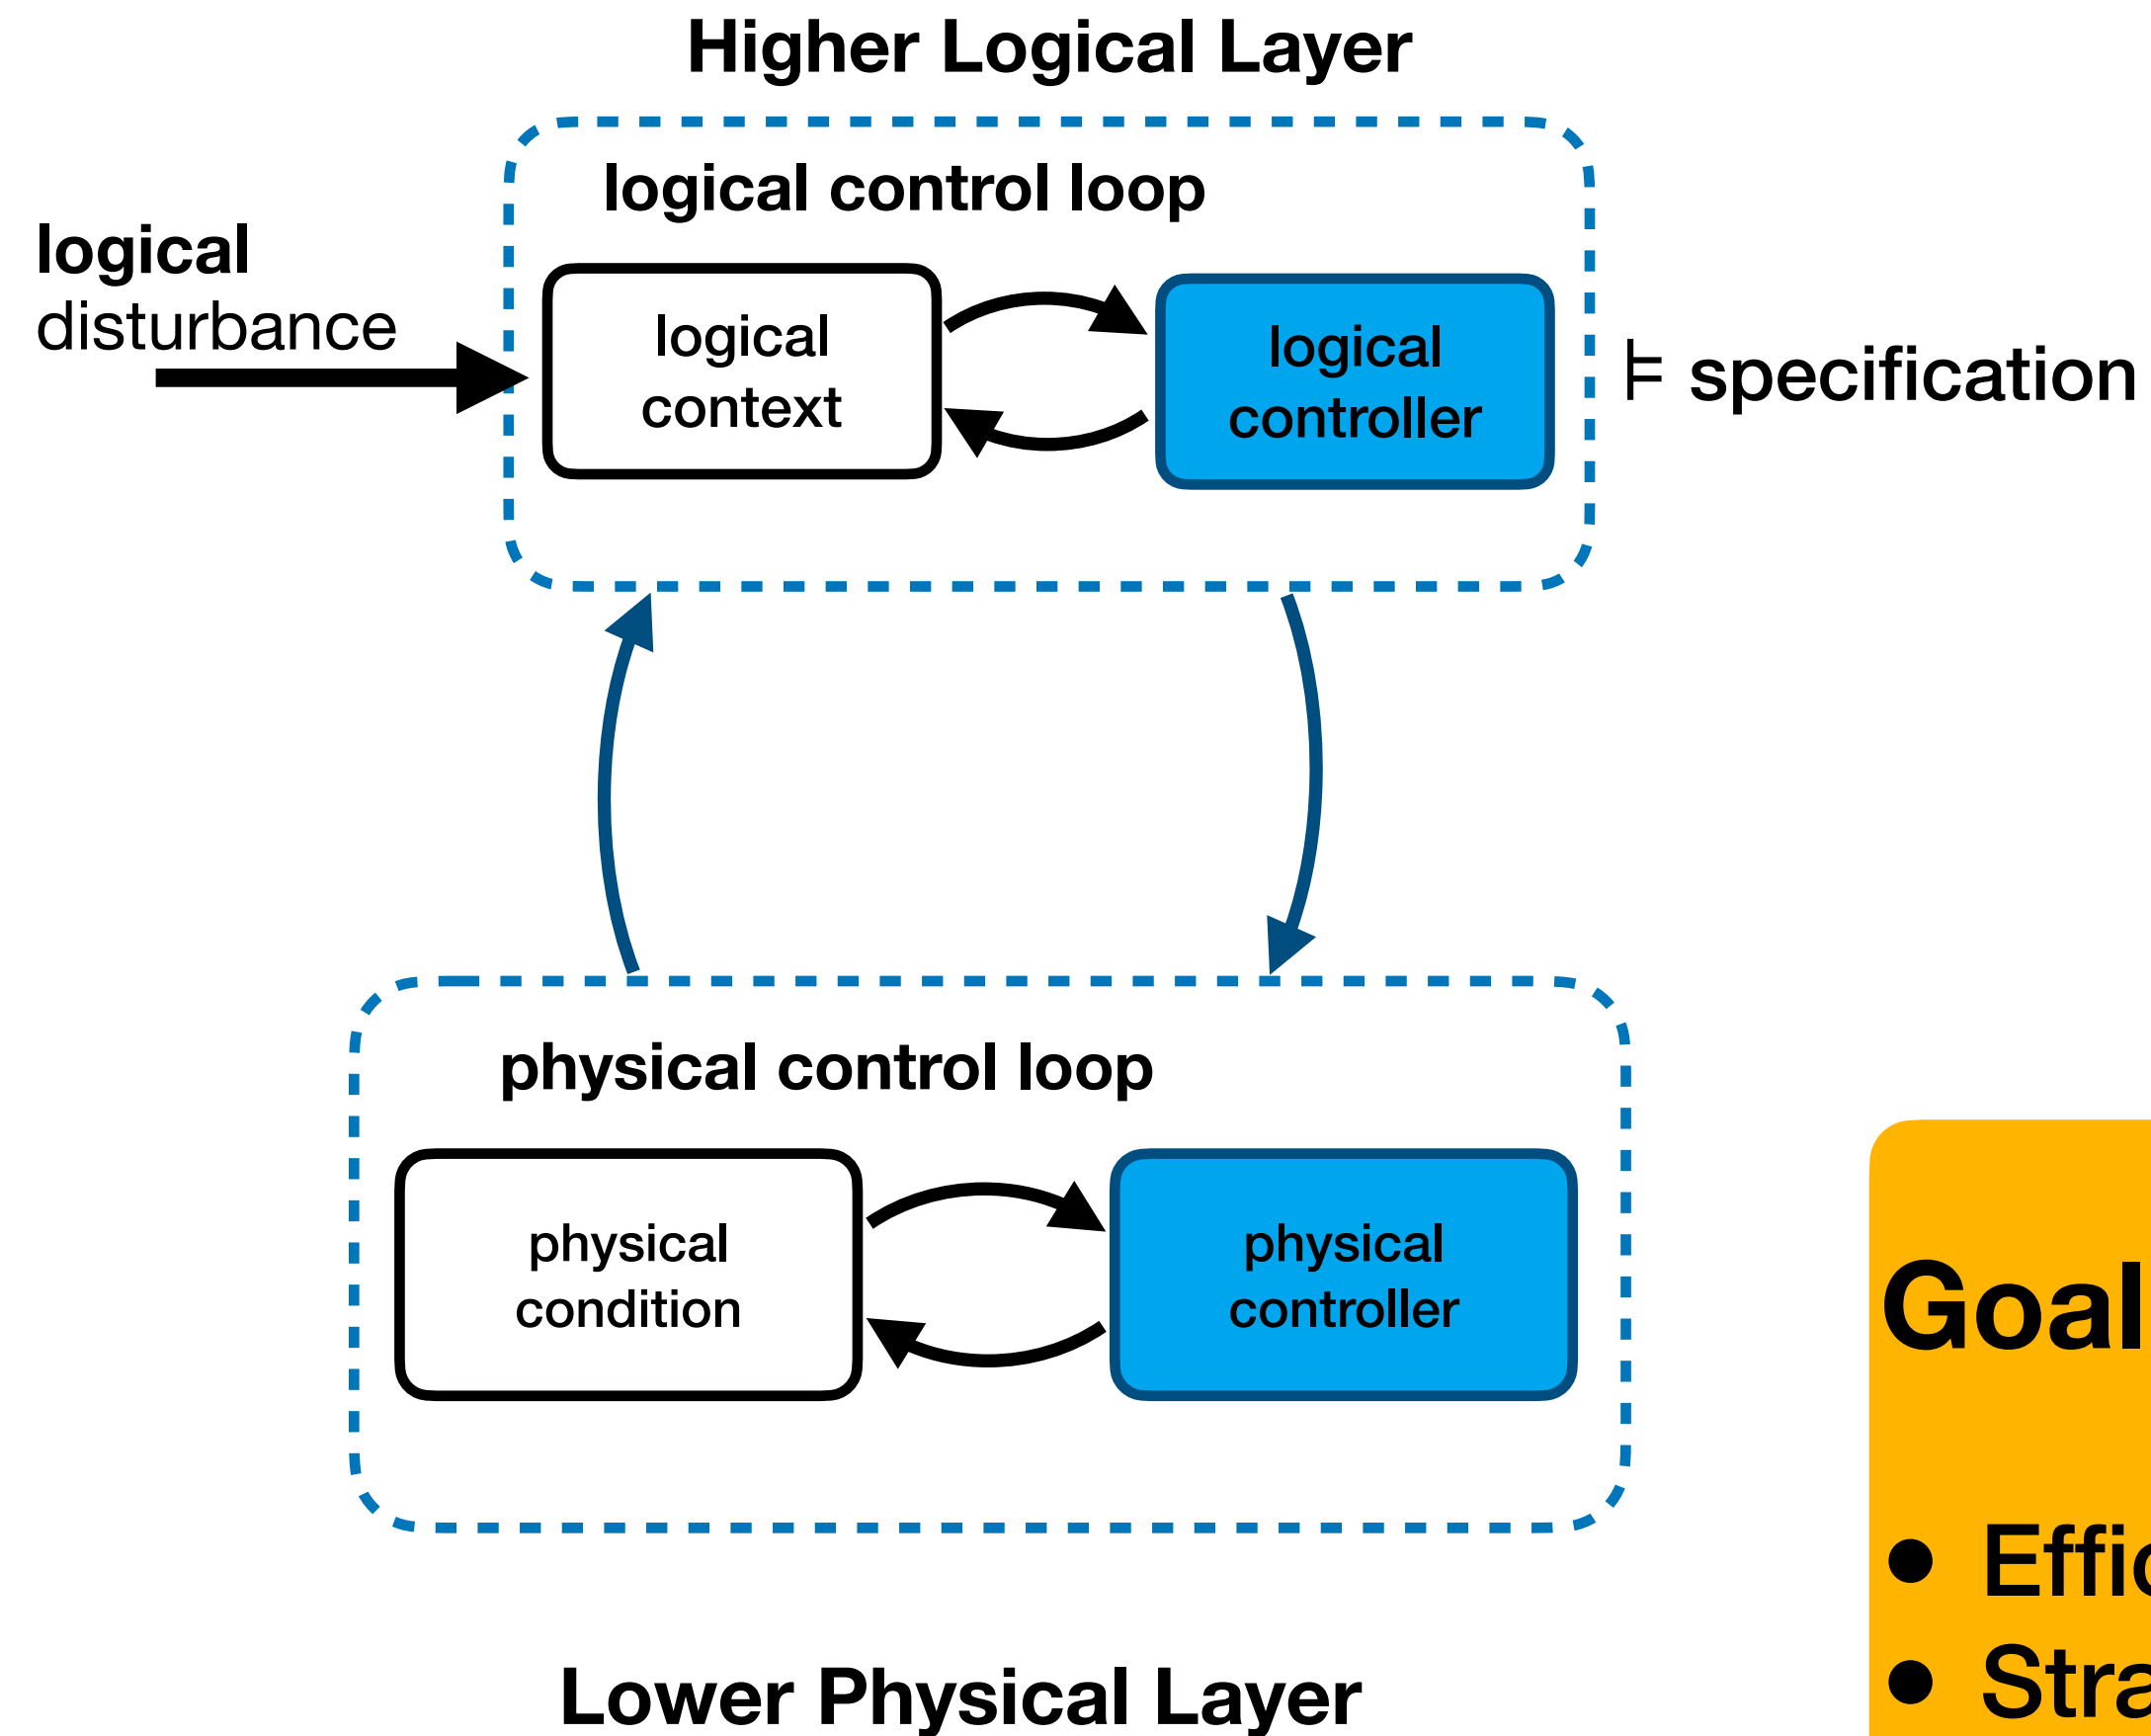 Higher Logical Layer
logical control loop
logical
disturbance
logical
context
logical
controller
⊨ specification
physical control loop
physical
condition
physical
controller
Goal
Lower Physical Layer